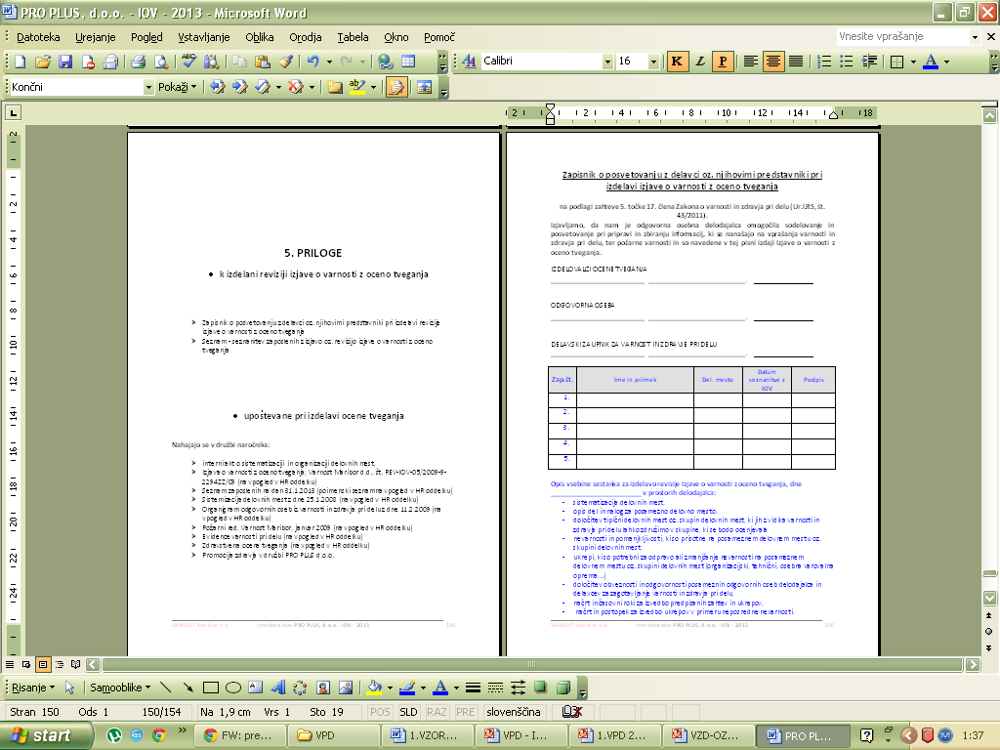 PRO PLUS, d.o.o. - IOV - 2013 - Microsoft Word
Datoteka Urejanje Pogled Vstavljanje Oblika Orodja Tabela Okno Pomoč Vnesite vprašanje
Calibri 16 K L P
Končni Pokaži
2 2 4 6 8 10 12 14 18
5. PRILOGE
• k izdelani reviziji izjave o varnosti z oceno tveganja
➢ Zapisnik o posvetovanju z delavci oz. njihovimi predstavniki pri izdelavi revizije
izjave o varnosti z oceno tveganja
➢ Seznam - seznanitev zaposlenih z izjavo oz. revizijo izjave o varnosti z oceno
tveganja
• upoštevane pri izdelavi ocene tveganja
Nahajajo se v družbi naročnika:
➢ interni akt o sistematizaciji in organizaciji delovnih mest,
➢ Izjava o varnosti z oceno tveganja, Varnost Maribor d.d., št. REV-IOV-05/2009-9-
229422/09 (na vpogled v HR oddelku)
➢ Seznam zaposlenih na dan 31.1.2013 (poimenski seznam na vpogled v HR oddelku)
➢ Sistemizacija delovnih mest z dne 25.1.2008 (na vpogled v HR oddelku)
➢ Organigram odgovornih oseb iz varnosti in zdravja pri delu z dne 11.2.2009 (na
vpogled v HR oddelku)
➢ Požarni red, Varnost Maribor, januar 2009 (na vpogled v HR oddelku)
➢ Evidence varnosti pri delu (na vpogled v HR oddelku)
➢ Zdravstvena ocena tveganja (na vpogled v HR oddelku)
➢ Promocija zdravja v družbi PRO PLUS d.o.o.
VARNOST Maribor d.d. Ime datoteke: PRO PLUS, d.o.o. - IOV - 2013 149
Zapisnik o posvetovanju z delavci oz. njihovimi predstavniki pri
izdelavi izjave o varnosti z oceno tveganja
na podlagi zahteve 5. točke 17. člena Zakona o varnosti in zdravja pri delu (Ur.l.RS, št.
43/2011).
Izjavljamo, da nam je odgovorna osebna delodajalca omogočila sodelovanje in
posvetovanje pri pripravi in zbiranju informacij, ki se nanašajo na vprašanja varnosti in
zdravja pri delu, ter požarne varnosti in so navedene v tej pisni izdaji Izjave o varnosti z
oceno tveganja.
IZDELOVALCI OCENE TVEGANJA
ODGOVORNA OSEBA
DELAVSKI ZAUPNIK ZA VARNOST IN ZDRAVJE PRI DELU
Zap.št. Ime in priimek Del. mesto Datum seznanitve z IOV Podpis
1.
2.
3.
4.
5.
Opis vsebine sestanka za izdelavo revizije Izjave o varnosti z oceno tveganja, dne
____________________ v prostorih delodajalca:
- sistematizacija delovnih mest,
- opis del in nalog za posamezno delovno mesto,
- določitev tipičnih delovnih mest oz. skupin delovnih mest, ki jih z vidika varnosti in
zdravja pri delu lahko združimo v skupine, ki se bodo ocenjevala
- nevarnosti in pomanjkljivosti, ki so prisotne na posameznem delovnem mestu oz.
skupini delovnih mest,
- ukrepi, ki so potrebni za odpravo ali zmanjšanje nevarnosti na posameznem
delovnem mestu oz. skupini delovnih mest (organizacijski, tehnični, osebna varovalna
oprema,..)
- določitev obveznosti in odgovornosti posameznih odgovornih oseb delodajalca in
delavcev za zagotavljanje varnosti in zdravja pri delu,
- načrt in časovni roki za izvedbo predpisanih zahtev in ukrepov,
- načrt in postopek za izvedbo ukrepov v primeru neposredne nevarnosti.
VARNOST Maribor d.d. Ime datoteke: PRO PLUS, d.o.o. - IOV - 2013 150
Risanje Samooblike
Stran 150 Ods 1 150/154 Na 1,9 cm Vrs 1 Sto 19 POS SLD RAZ PRE slovenščina
start FW: pre... VPD 1.VZOR... VPD - I... 1.VPD 2... VZD-OZ... PRO PL... 1:37